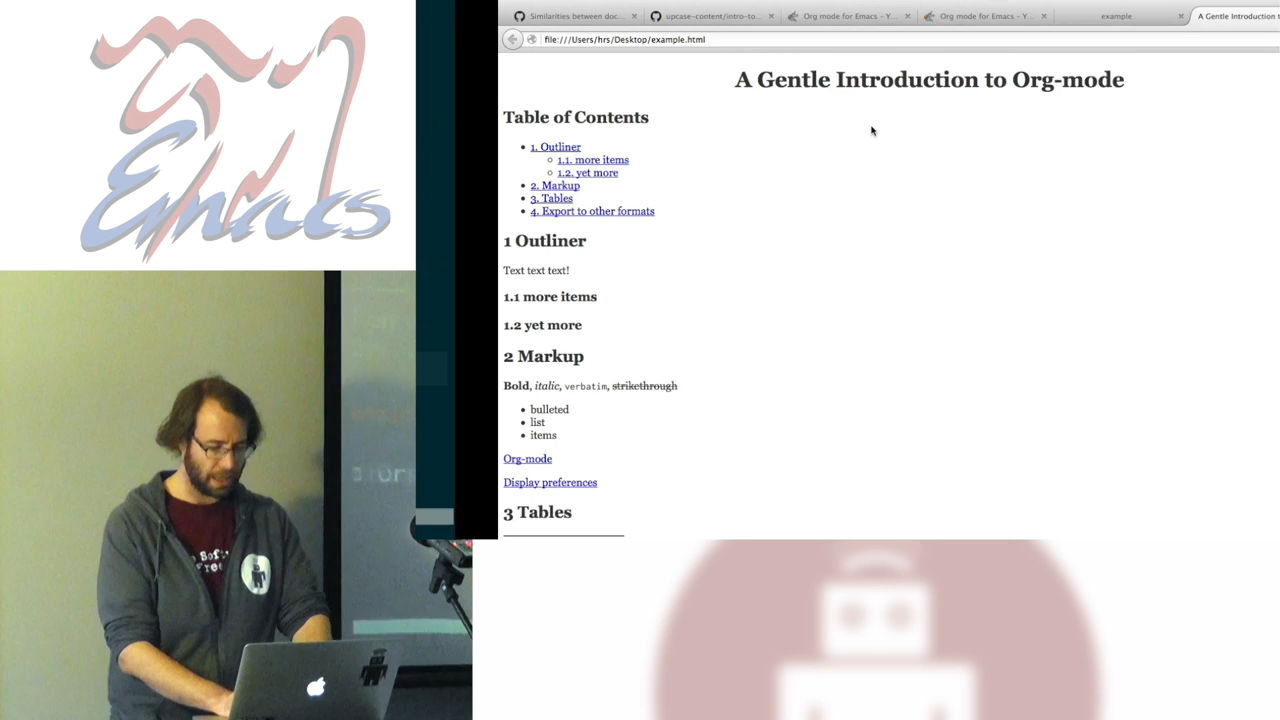 Emacs
Similarities between doc...
upcase-content/intro-to...
Org mode for Emacs – Y...
Org mode for Emacs – Y...
example
A Gentle Introduction t
file:///Users/hrs/Desktop/example.html
A Gentle Introduction to Org-mode
Table of Contents
1. Outliner
1.1. more items
1.2. yet more
2. Markup
3. Tables
4. Export to other formats
1 Outliner
Text text text!
1.1 more items
1.2 yet more
2 Markup
Bold, italic, verbatim, strikethrough
bulleted
list
items
Org-mode
Display preferences
3 Tables